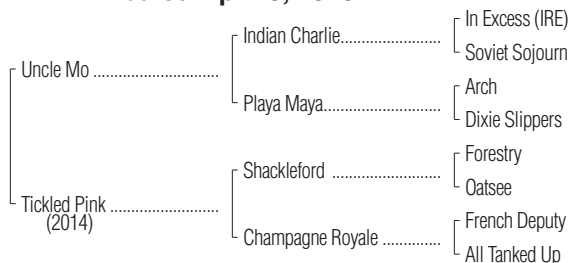 In Excess (IRE)
Indian Charlie
Soviet Sojourn
Uncle Mo
Arch
Playa Maya
Dixie Slippers
Forestry
Shackleford
Oatsee
Tickled Pink
(2014)
French Deputy
Champagne Royale
All Tanked Up